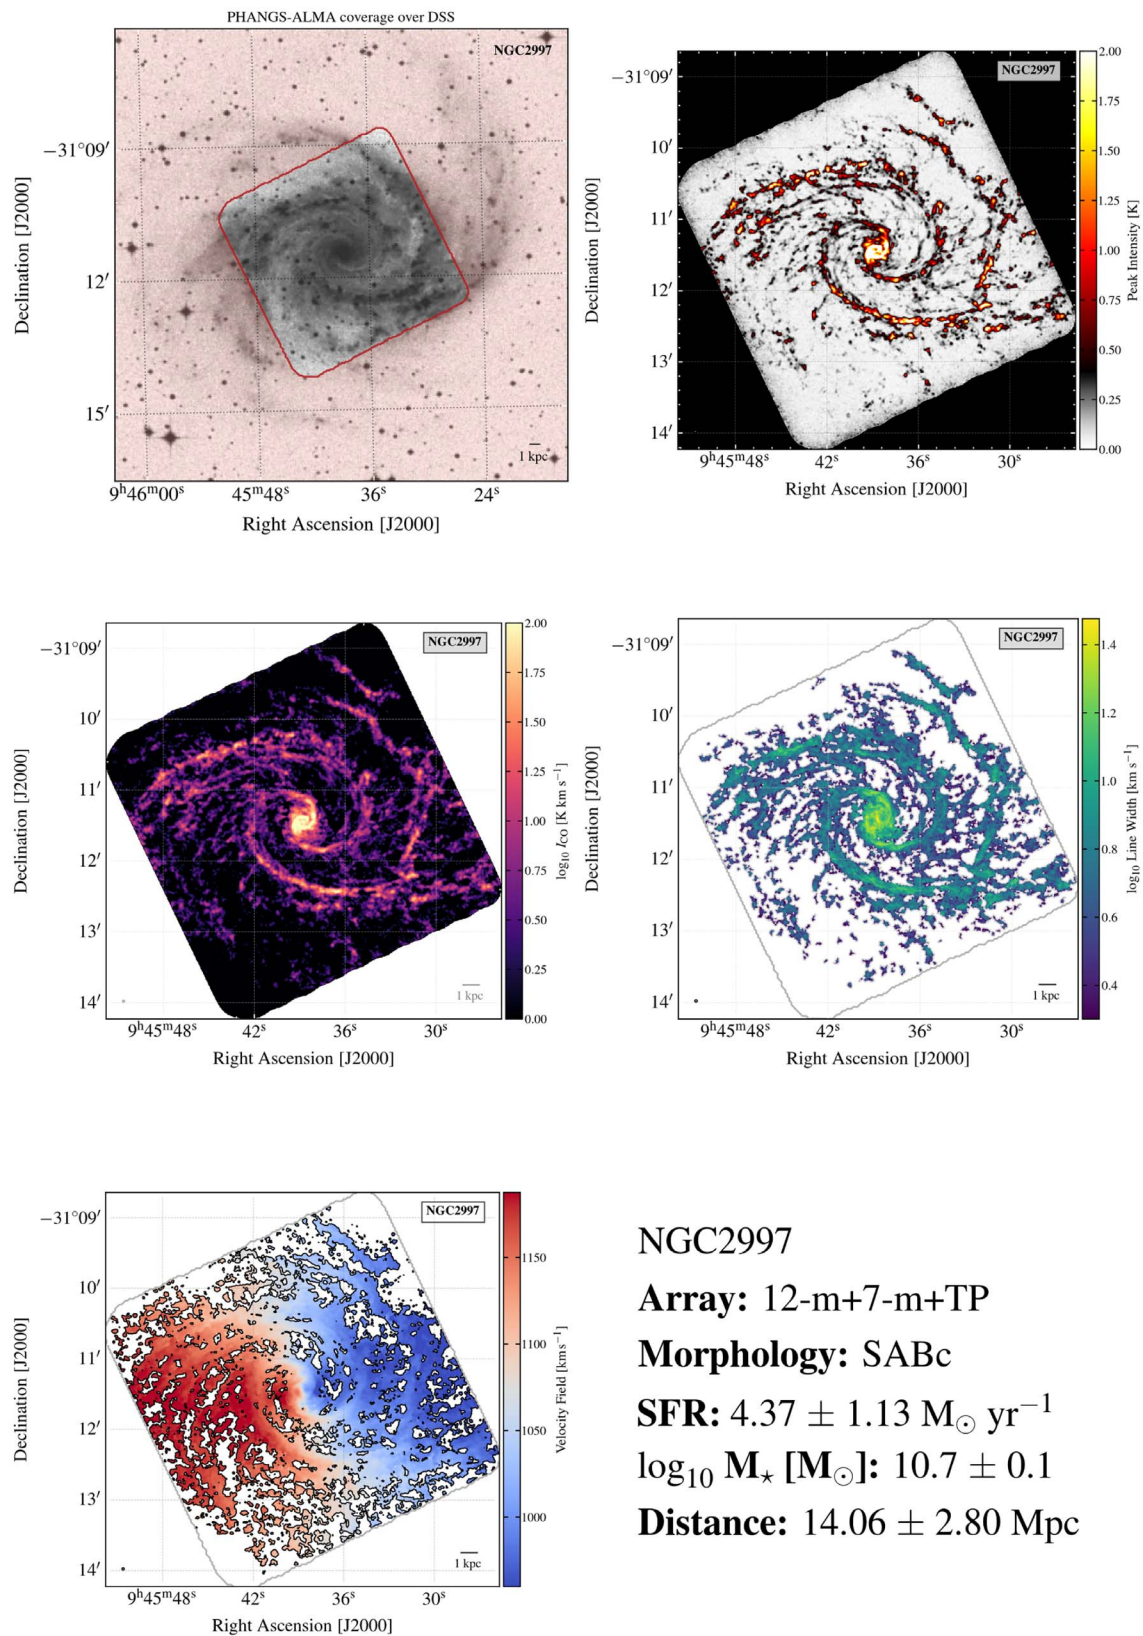 PHANGS-ALMA coverage over DSS
NGC2997
−31°09′
12′
15′
Declination [J2000]
1 kpc
9ʰ46ᵐ00ˢ 45ᵐ48ˢ 36ˢ 24ˢ
Right Ascension [J2000]
NGC2997
−31°09′
10′
11′
12′
13′
14′
Declination [J2000]
9ʰ45ᵐ48ˢ 42ˢ 36ˢ 30ˢ
Right Ascension [J2000]
2.00
1.75
1.50
1.25
1.00
0.75
0.50
0.25
0.00
Peak Intensity [K]
NGC2997
−31°09′
10′
11′
12′
13′
14′
Declination [J2000]
1 kpc
9ʰ45ᵐ48ˢ 42ˢ 36ˢ 30ˢ
Right Ascension [J2000]
2.00
1.75
1.50
1.25
1.00
0.75
0.50
0.25
0.00
log₁₀ I_CO [K km s⁻¹]
NGC2997
−31°09′
10′
11′
12′
13′
14′
Declination [J2000]
1 kpc
9ʰ45ᵐ48ˢ 42ˢ 36ˢ 30ˢ
Right Ascension [J2000]
1.4
1.2
1.0
0.8
0.6
0.4
log₁₀ Line Width [km s⁻¹]
NGC2997
−31°09′
10′
11′
12′
13′
14′
Declination [J2000]
1 kpc
9ʰ45ᵐ48ˢ 42ˢ 36ˢ 30ˢ
Right Ascension [J2000]
1150
1100
1050
1000
Velocity Field [kms⁻¹]
NGC2997
Array: 12-m+7-m+TP
Morphology: SABc
SFR: 4.37 ± 1.13 M⊙ yr⁻¹
log₁₀ M⋆ [M⊙]: 10.7 ± 0.1
Distance: 14.06 ± 2.80 Mpc